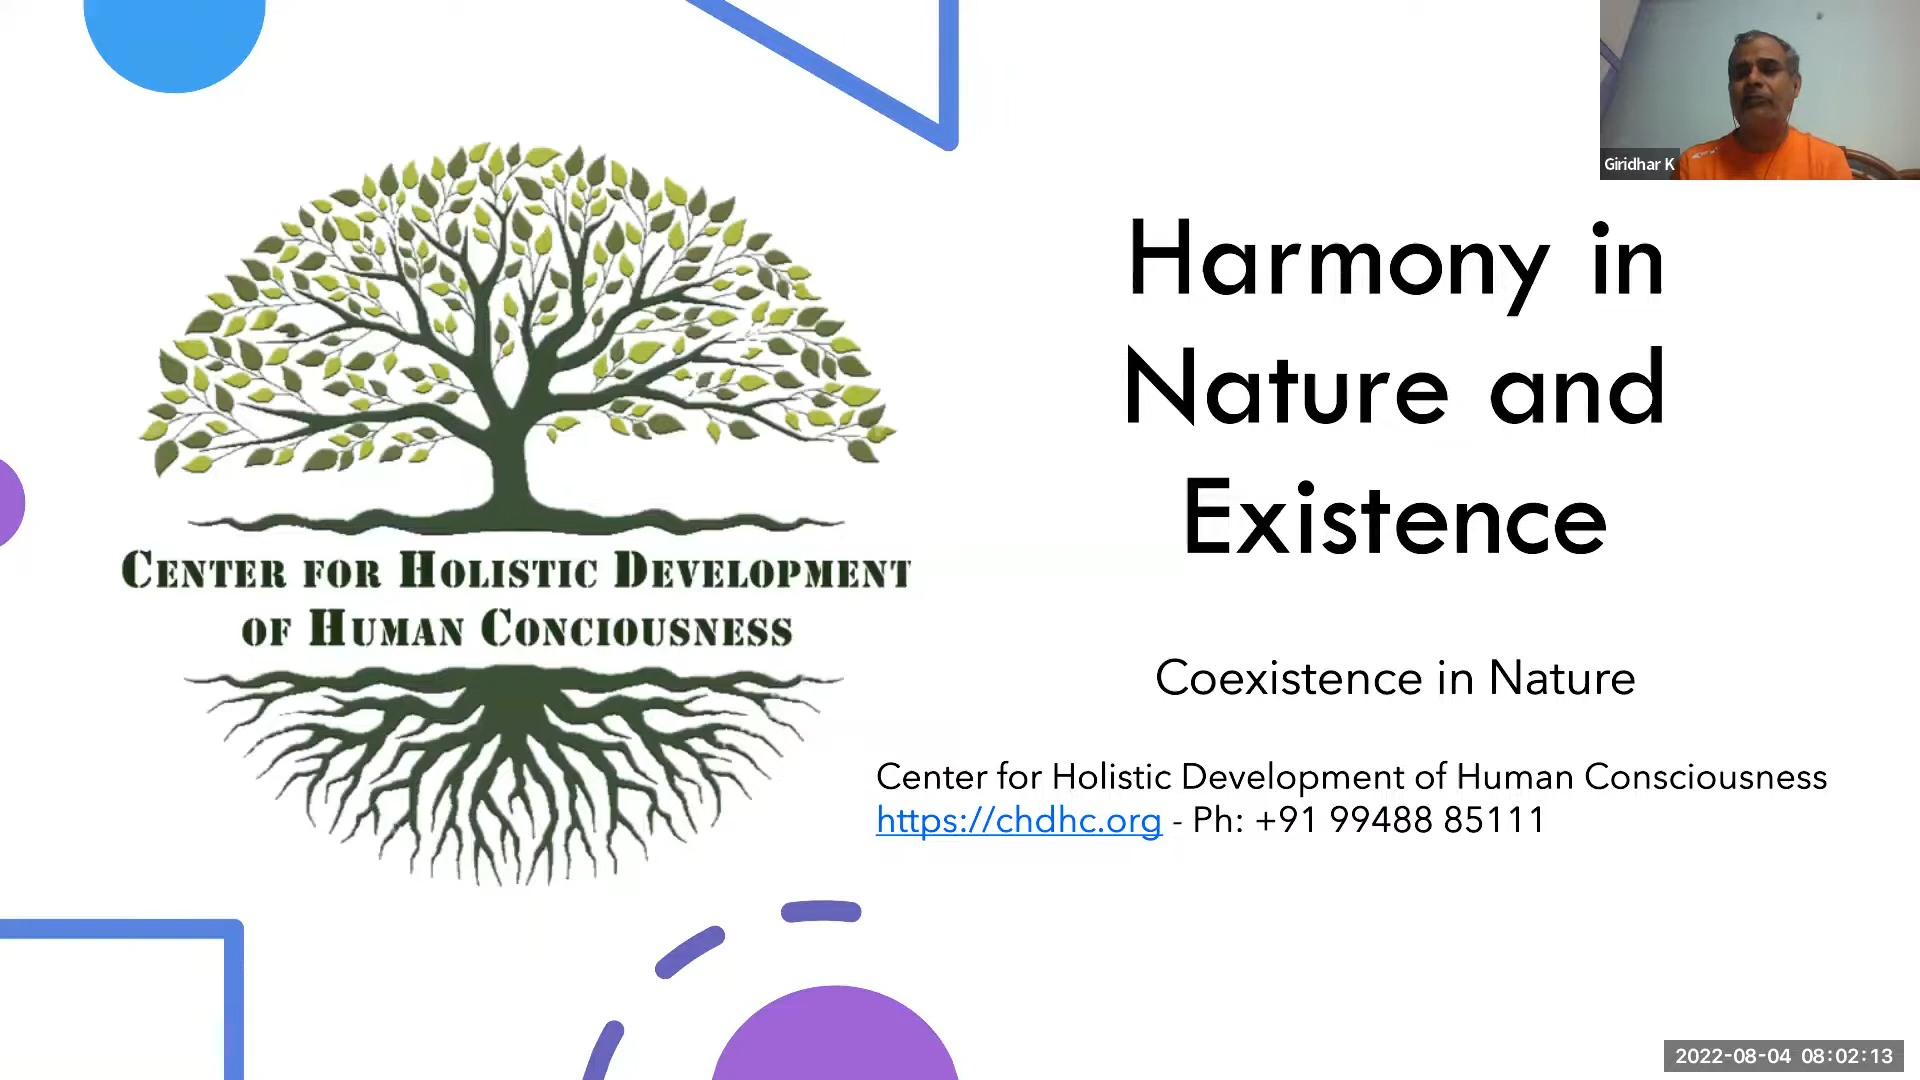 Giridhar K
Harmony in
Nature and
Existence
CENTER FOR HOLISTIC DEVELOPMENT
OF HUMAN CONCIOUSNESS
Coexistence in Nature
Center for Holistic Development of Human Consciousness
https://chdhc.org - Ph: +91 99488 85111
2022-08-04 08:02:13